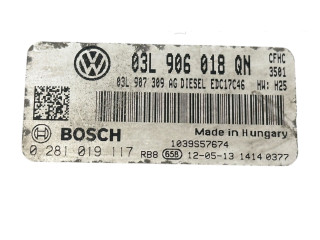 03L 906 018 QN
CFHC
3501
03L 907 309 AG DIESEL EDC17C46
HW: H25
BOSCH
Made in Hungary
1039S57674
0 281 019 117
RB8 658 12-05-13 1414 0377